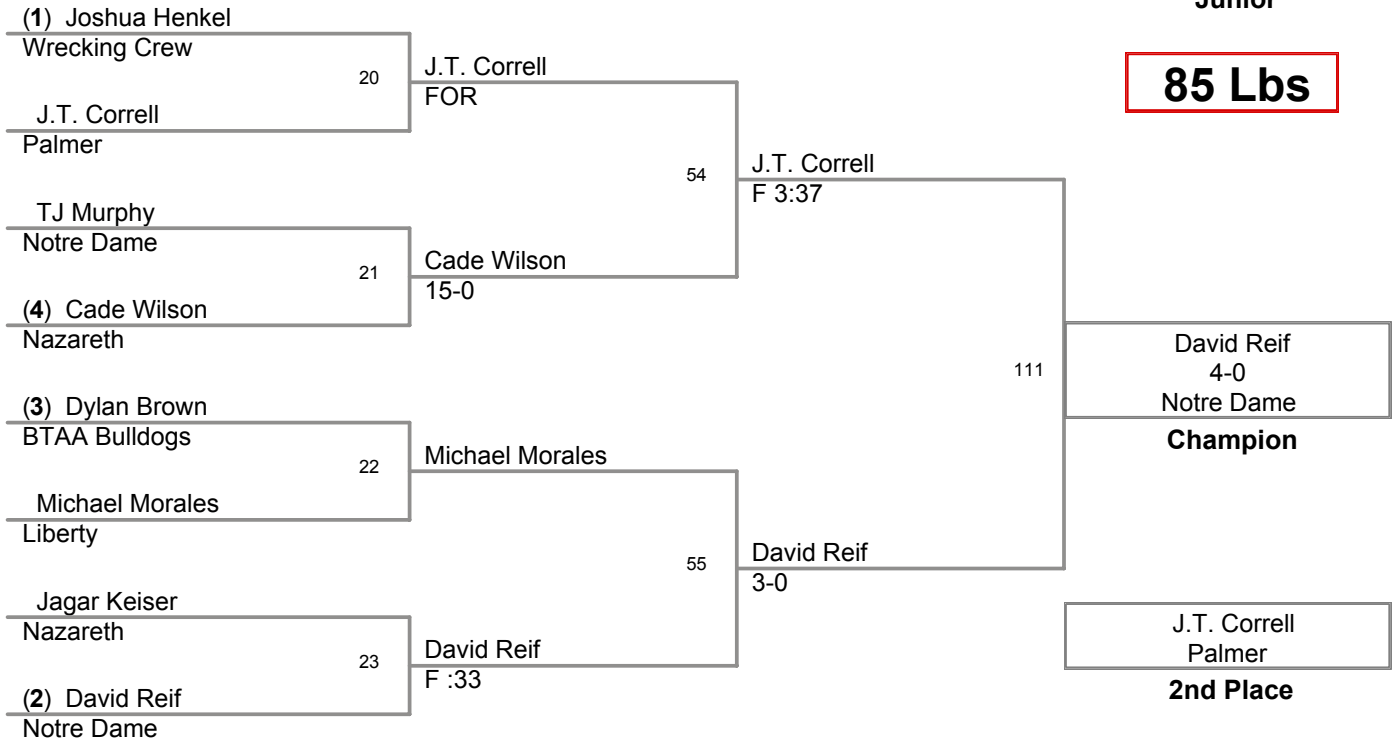 Junior
85 Lbs
(1) Joshua Henkel
Wrecking Crew
20
J.T. Correll
Palmer
J.T. Correll
FOR
54
TJ Murphy
Notre Dame
21
(4) Cade Wilson
Nazareth
Cade Wilson
15-0
J.T. Correll
F 3:37
111
(3) Dylan Brown
BTAA Bulldogs
22
Michael Morales
Liberty
Michael Morales
55
Jagar Keiser
Nazareth
23
(2) David Reif
Notre Dame
David Reif
F :33
David Reif
3-0
David Reif
4-0
Notre Dame
Champion
J.T. Correll
Palmer
2nd Place